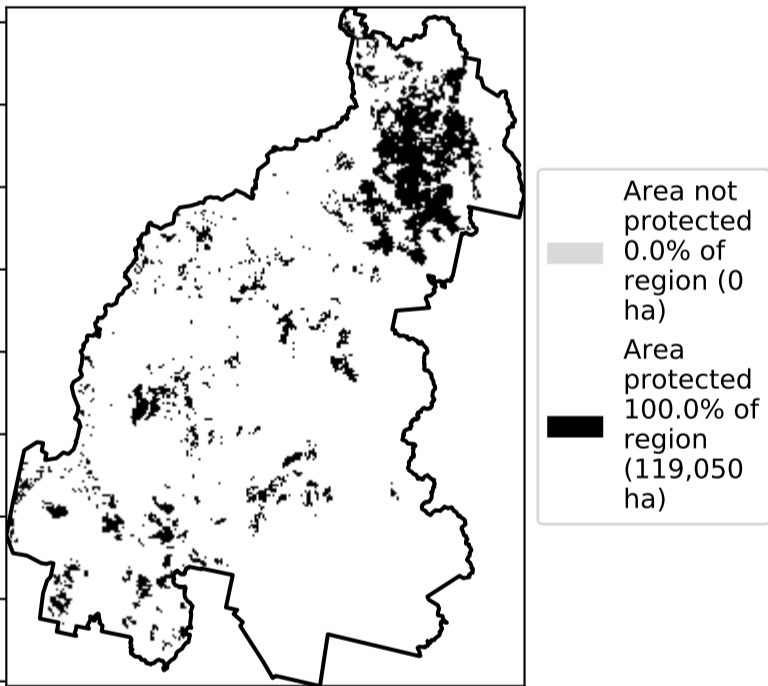 Area not
protected
0.0% of
region (0
ha)
Area
protected
100.0% of
region
(119,050
ha)